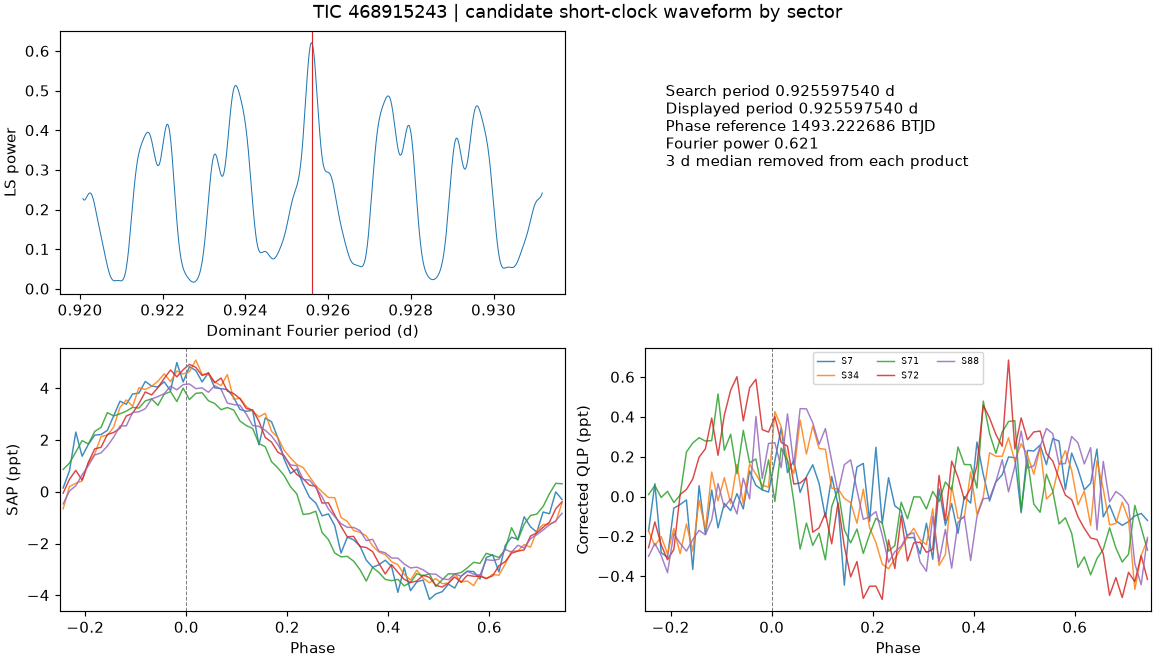 TIC 468915243 | candidate short-clock waveform by sector
LS power
0.6
0.5
0.4
0.3
0.2
0.1
0.0
0.920
0.922
0.924
0.926
0.928
0.930
Dominant Fourier period (d)
Search period 0.925597540 d
Displayed period 0.925597540 d
Phase reference 1493.222686 BTJD
Fourier power 0.621
3 d median removed from each product
SAP (ppt)
4
2
0
−2
−4
−0.2
0.0
0.2
0.4
0.6
Phase
Corrected QLP (ppt)
0.6
0.4
0.2
0.0
−0.2
−0.4
S7
S34
S71
S72
S88
−0.2
0.0
0.2
0.4
0.6
Phase